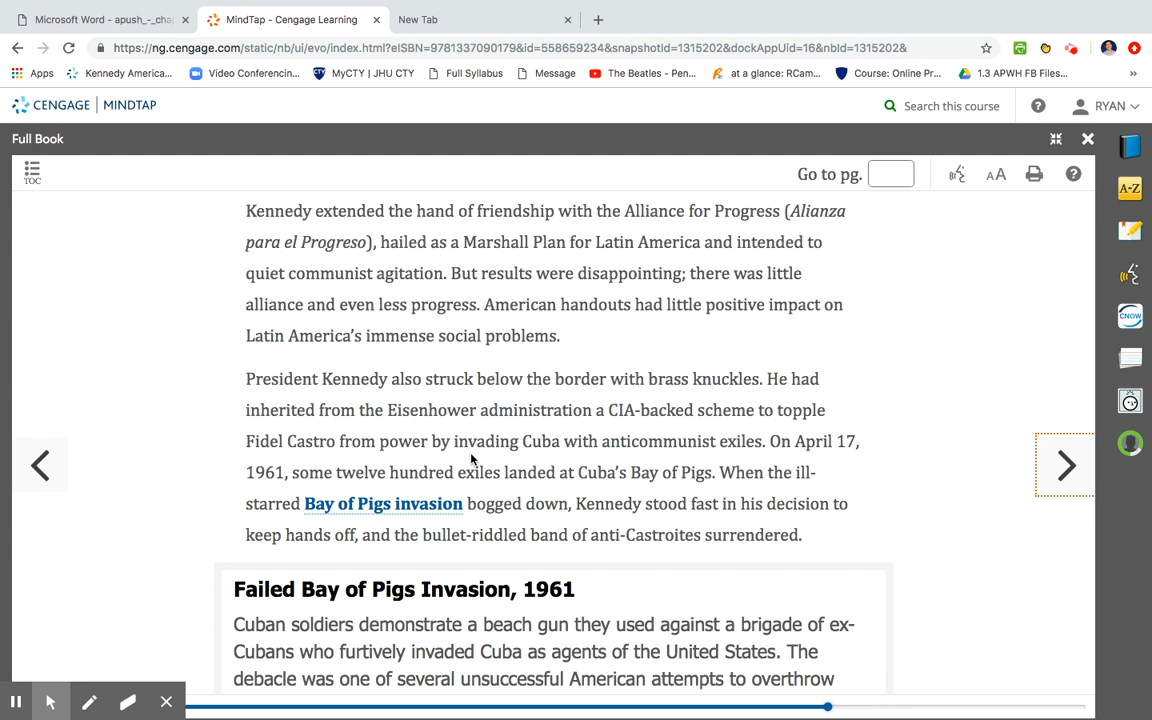 Microsoft Word - apush_-_cha
MindTap - Cengage Learning
New Tab
https://ng.cengage.com/static/nb/ui/evo/index.html?eISBN=9781337090179&id=558659234&snapshotId=1315202&dockAppUid=16&nbId=1315202&
Apps
Kennedy America...
Video Conferencin...
CTY
MyCTY | JHU CTY
Full Syllabus
Message
The Beatles - Pen...
at a glance: RCam...
Course: Online Pr...
1.3 APWH FB Files...
»
CENGAGE | MINDTAP
Search this course
RYAN
Full Book
TOC
Go to pg.
AA
A-Z
CNOW
Kennedy extended the hand of friendship with the Alliance for Progress (Alianza
para el Progreso), hailed as a Marshall Plan for Latin America and intended to
quiet communist agitation. But results were disappointing; there was little
alliance and even less progress. American handouts had little positive impact on
Latin America's immense social problems.
President Kennedy also struck below the border with brass knuckles. He had
inherited from the Eisenhower administration a CIA-backed scheme to topple
Fidel Castro from power by invading Cuba with anticommunist exiles. On April 17,
1961, some twelve hundred exiles landed at Cuba's Bay of Pigs. When the ill-
starred Bay of Pigs invasion bogged down, Kennedy stood fast in his decision to
keep hands off, and the bullet-riddled band of anti-Castroites surrendered.
Failed Bay of Pigs Invasion, 1961
Cuban soldiers demonstrate a beach gun they used against a brigade of ex-
Cubans who furtively invaded Cuba as agents of the United States. The
debacle was one of several unsuccessful American attempts to overthrow